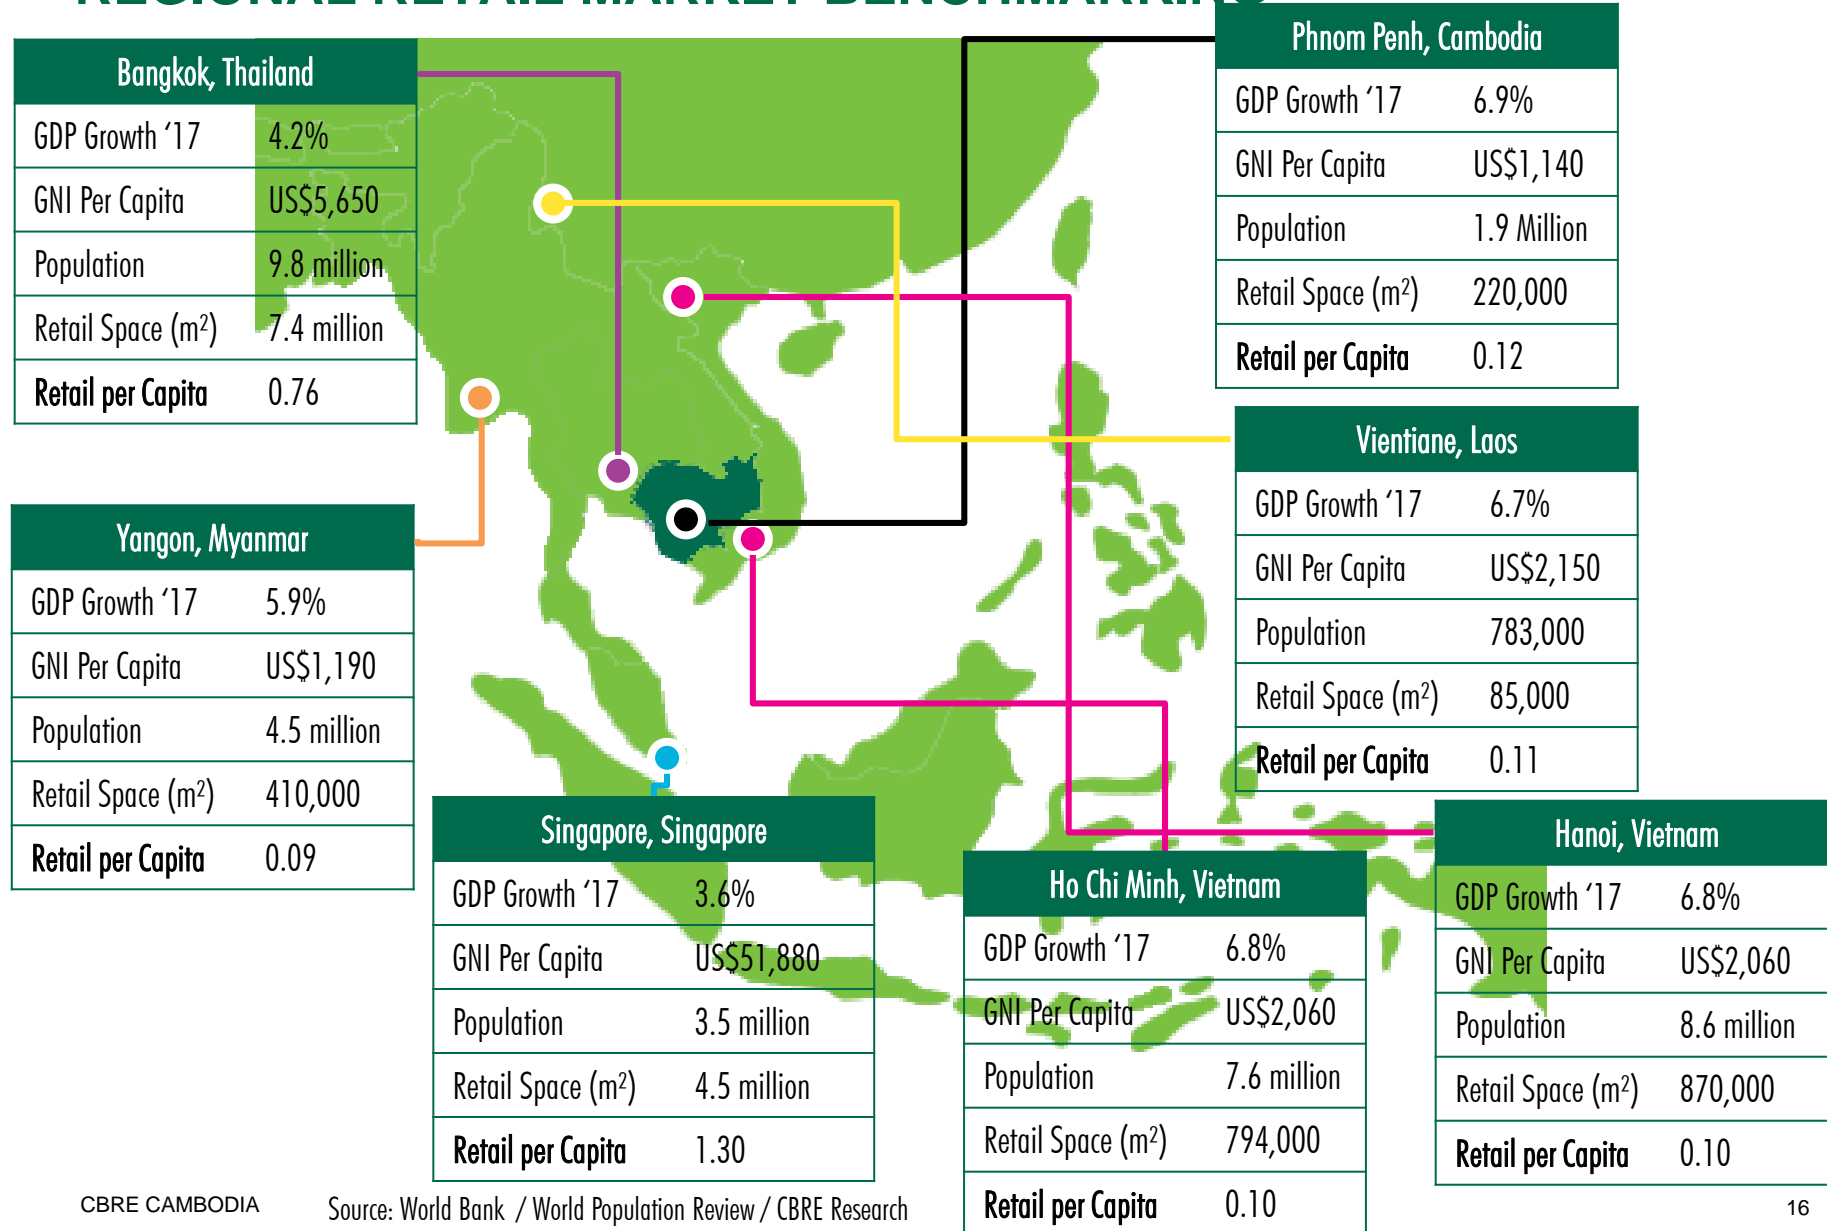 REGIONAL RETAIL MARKET BENCHMARKING
Bangkok, Thailand
GDP Growth ‘17 4.2%
GNI Per Capita US$5,650
Population 9.8 million
Retail Space (m²) 7.4 million
Retail per Capita 0.76
Phnom Penh, Cambodia
GDP Growth ‘17 6.9%
GNI Per Capita US$1,140
Population 1.9 Million
Retail Space (m²) 220,000
Retail per Capita 0.12
Vientiane, Laos
GDP Growth ‘17 6.7%
GNI Per Capita US$2,150
Population 783,000
Retail Space (m²) 85,000
Retail per Capita 0.11
Yangon, Myanmar
GDP Growth ‘17 5.9%
GNI Per Capita US$1,190
Population 4.5 million
Retail Space (m²) 410,000
Retail per Capita 0.09
Singapore, Singapore
GDP Growth ‘17 3.6%
GNI Per Capita US$51,880
Population 3.5 million
Retail Space (m²) 4.5 million
Retail per Capita 1.30
Ho Chi Minh, Vietnam
GDP Growth ‘17 6.8%
GNI Per Capita US$2,060
Population 7.6 million
Retail Space (m²) 794,000
Retail per Capita 0.10
Hanoi, Vietnam
GDP Growth ‘17 6.8%
GNI Per Capita US$2,060
Population 8.6 million
Retail Space (m²) 870,000
Retail per Capita 0.10
CBRE CAMBODIA
Source: World Bank / World Population Review / CBRE Research
16